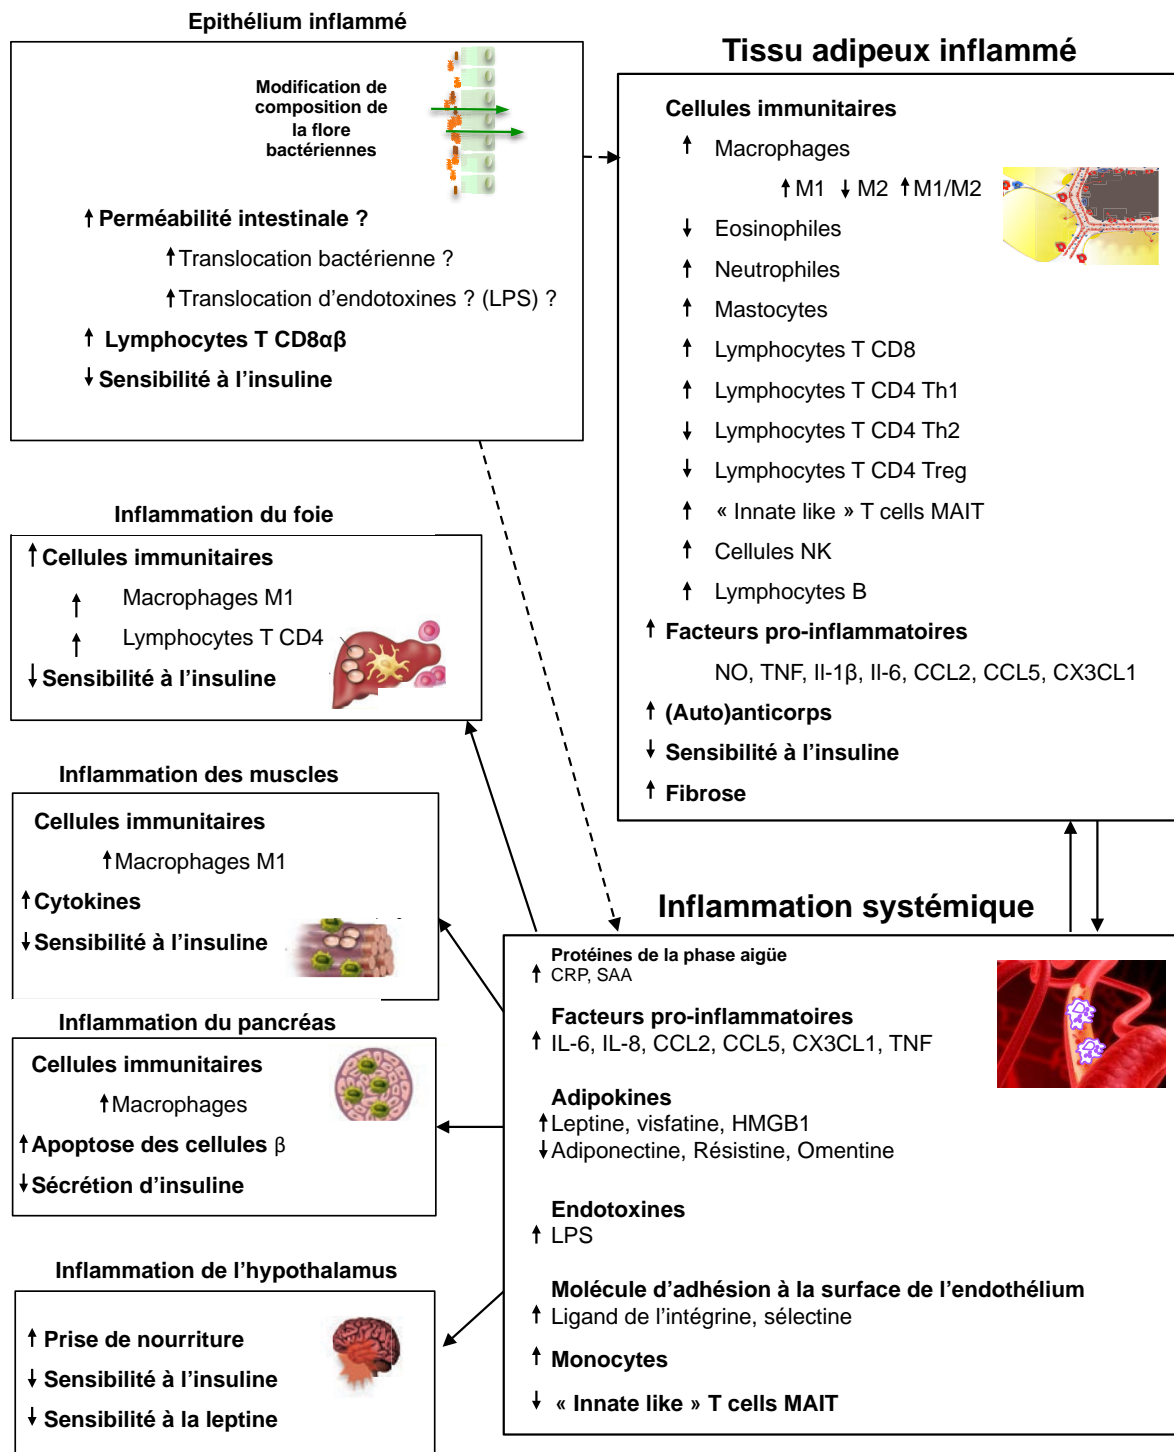 Epithélium inflammé
Modification de
composition de
la flore
bactériennes
↑ Perméabilité intestinale ?
↑ Translocation bactérienne ?
↑ Translocation d’endotoxines ? (LPS) ?
↑ Lymphocytes T CD8αβ
↓ Sensibilité à l’insuline
Tissu adipeux inflammé
Cellules immunitaires
↑ Macrophages
↑ M1 ↓ M2 ↑ M1/M2
↓ Eosinophiles
↑ Neutrophiles
↑ Mastocytes
↑ Lymphocytes T CD8
↑ Lymphocytes T CD4 Th1
↓ Lymphocytes T CD4 Th2
↓ Lymphocytes T CD4 Treg
↑ « Innate like » T cells MAIT
↑ Cellules NK
↑ Lymphocytes B
↑ Facteurs pro-inflammatoires
NO, TNF, Il-1β, Il-6, CCL2, CCL5, CX3CL1
↑ (Auto)anticorps
↓ Sensibilité à l’insuline
↑ Fibrose
Inflammation du foie
↑ Cellules immunitaires
↑ Macrophages M1
↑ Lymphocytes T CD4
↓ Sensibilité à l’insuline
Inflammation des muscles
Cellules immunitaires
↑ Macrophages M1
↑ Cytokines
↓ Sensibilité à l’insuline
Inflammation du pancréas
Cellules immunitaires
↑ Macrophages
↑ Apoptose des cellules β
↓ Sécrétion d’insuline
Inflammation de l’hypothalamus
↑ Prise de nourriture
↓ Sensibilité à l’insuline
↓ Sensibilité à la leptine
Inflammation systémique
Protéines de la phase aigüe
↑ CRP, SAA
Facteurs pro-inflammatoires
↑ IL-6, IL-8, CCL2, CCL5, CX3CL1, TNF
Adipokines
↑ Leptine, visfatine, HMGB1
↓ Adiponectine, Résistine, Omentine
Endotoxines
↑ LPS
Molécule d’adhésion à la surface de l’endothélium
↑ Ligand de l’intégrine, sélectine
↑ Monocytes
↓ « Innate like » T cells MAIT